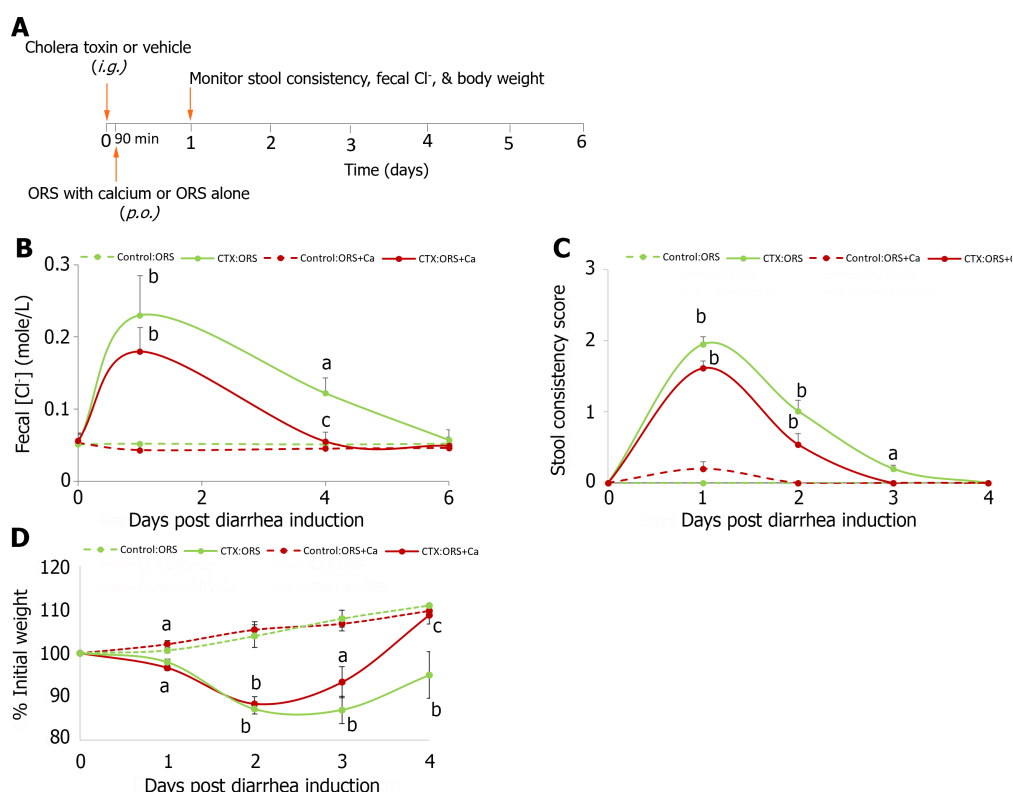 A
Cholera toxin or vehicle
(i.g.)
Monitor stool consistency, fecal Cl-, & body weight
0 90 min 1 2 3 4 5 6
Time (days)
ORS with calcium or ORS alone
(p.o.)
B
Control:ORS CTX:ORS Control:ORS+Ca CTX:ORS+Ca
Fecal [Cl-] (mole/L)
0.3
0.2
0.1
0
b
b
a
c
0 2 4 6
Days post diarrhea induction
C
Control:ORS CTX:ORS Control:ORS+Ca CTX:ORS+C
Stool consistency score
3
2
1
0
b
b
b
b
a
0 1 2 3 4
Days post diarrhea induction
D
Control:ORS CTX:ORS Control:ORS+Ca CTX:ORS+Ca
% Initial weight
120
110
100
90
80
a
a
b
b
a
b
c
b
0 1 2 3 4
Days post diarrhea induction